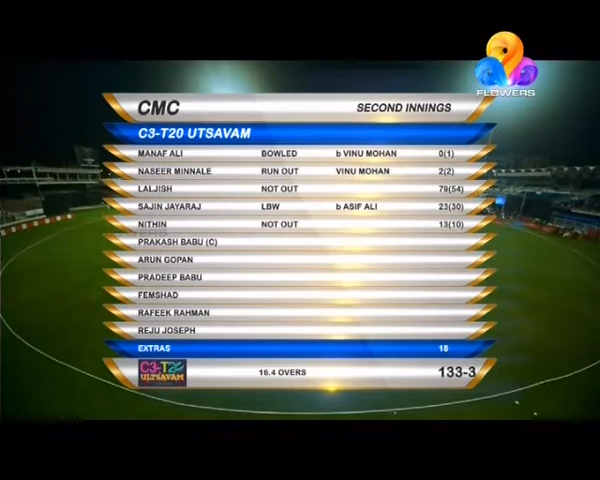 FLOWERS
CMC SECOND INNINGS
C3-T20 UTSAVAM
MANAF ALI BOWLED b VINU MOHAN 0(1)
NASEER MINNALE RUN OUT VINU MOHAN 2(2)
LALJISH NOT OUT 79(54)
SAJIN JAYARAJ LBW b ASIF ALI 23(30)
NITHIN NOT OUT 13(10)
PRAKASH BABU (C)
ARUN GOPAN
PRADEEP BABU
FEMSHAD
RAFEEK RAHMAN
REJU JOSEPH
EXTRAS 18
C3-T20
ULTSAVAM
16.4 OVERS 133-3